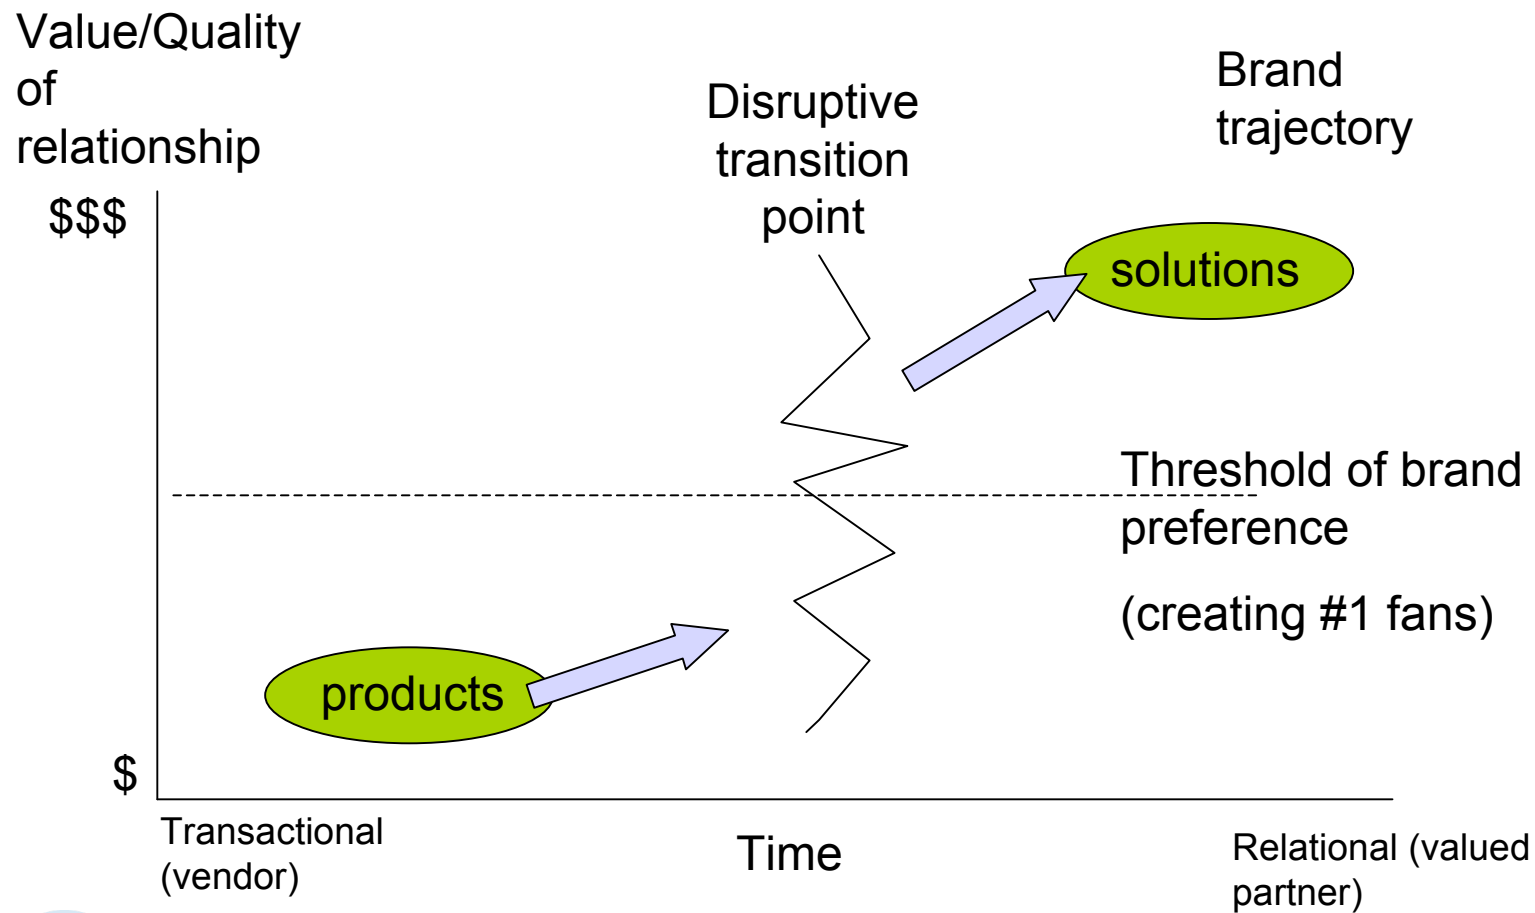 Value/Quality
of
relationship
Disruptive
transition
point
Brand
trajectory
$$$
solutions
Threshold of brand
preference
(creating #1 fans)
products
$
Transactional
(vendor)
Time
Relational (valued
partner)